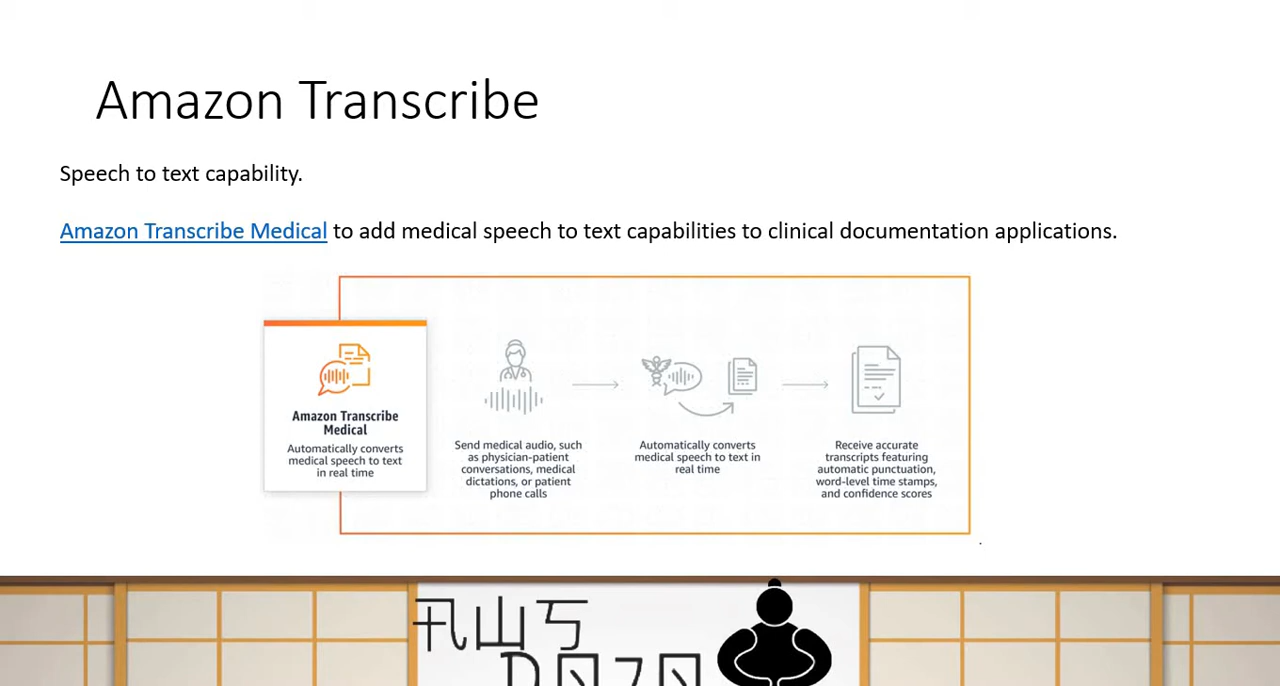 Amazon Transcribe
Speech to text capability.
Amazon Transcribe Medical to add medical speech to text capabilities to clinical documentation applications.
Amazon Transcribe
Medical
Automatically converts
medical speech to text
in real time
Send medical audio, such
as physician-patient
conversations, medical
dictations, or patient
phone calls
Automatically converts
medical speech to text in
real time
Receive accurate
transcripts featuring
automatic punctuation,
word-level time stamps,
and confidence scores